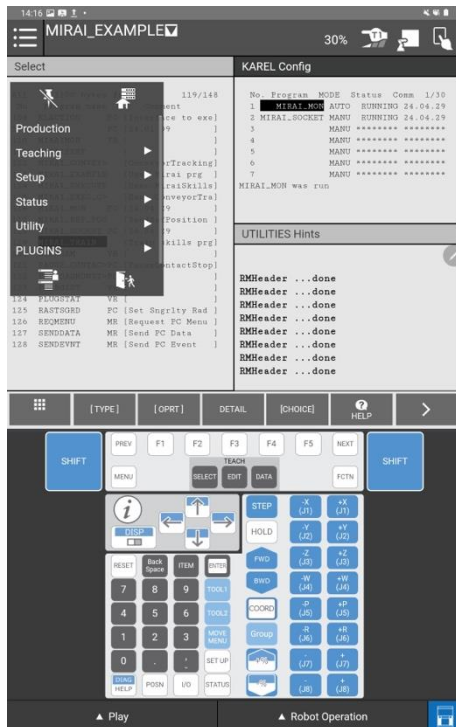 14:16
MIRAI_EXAMPLE
30%
T1
Select
119/148
Production
Teaching
Setup
Status
Utility
PLUGINS
124 PLUGSTAT VR [ ]
125 RASTSGRD PC [Set Sngrlty Rad ]
126 REQMENU MR [Request PC Menu ]
127 SENDDATA MR [Send PC Data ]
128 SENDEVNT MR [Send PC Event ]
KAREL Config
No. Program MODE Status Comm 1/30
1 MIRAI_MON AUTO RUNNING 24.04.29
2 MIRAI_SOCKET MANU RUNNING 24.04.29
3 MANU ******* ********
4 MANU ******* ********
5 MANU ******* ********
6 MANU ******* ********
7 MANU ******* ********
MIRAI_MON was run
UTILITIES Hints
RMHeader ...done
RMHeader ...done
RMHeader ...done
RMHeader ...done
RMHeader ...done
RMHeader ...done
RMHeader ...done
RMHeader ...done
[TYPE] [OPRT] DETAIL [CHOICE] HELP >
SHIFT PREV F1 F2 F3 F4 F5 NEXT SHIFT
TEACH
MENU SELECT EDIT DATA FCTN
i
DISP
STEP -X (J1) +X (J1)
HOLD -Y (J2) +Y (J2)
FWD -Z (J3) +Z (J3)
BWD -W (J4) +W (J4)
COORD -P (J5) +P (J5)
Group -R (J6) +R (J6)
+% - (J7) + (J7)
-% - (J8) + (J8)
RESET Back Space ITEM ENTER
7 8 9 TOOL1
4 5 6 TOOL2
1 2 3 MOVE MENU
0 . SET UP
DIAG HELP POSN I/O STATUS
▲ Play
▲ Robot Operation